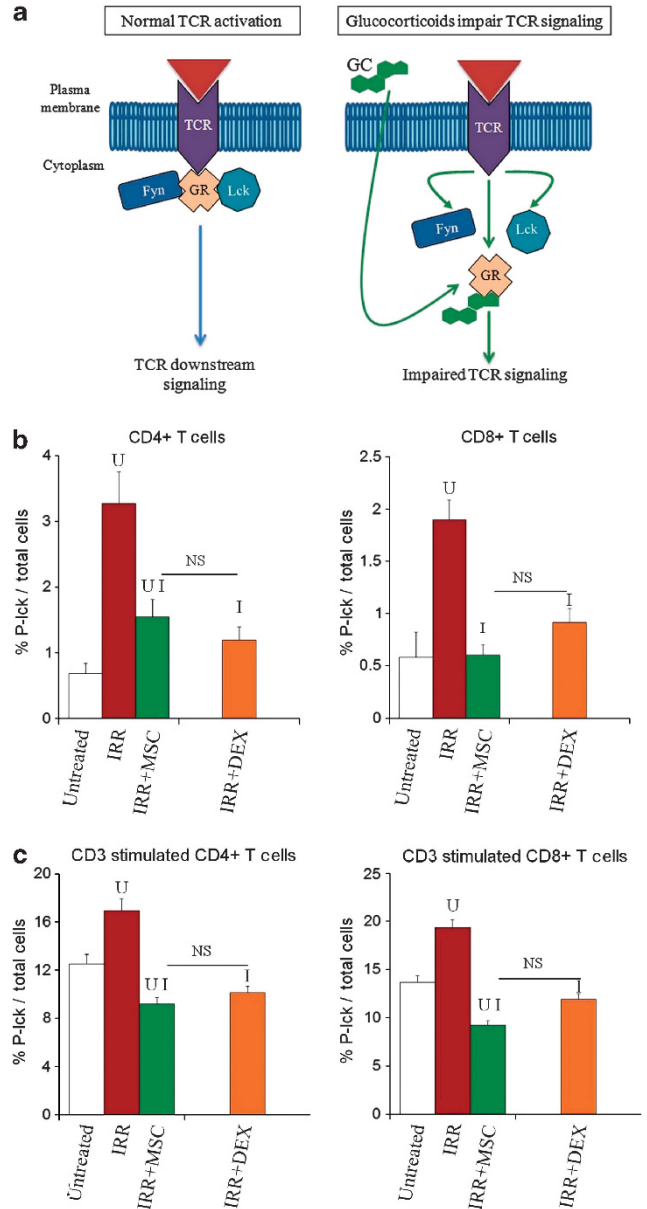 a
Normal TCR activation
Glucocorticoids impair TCR signaling
Plasma membrane
TCR
Cytoplasm
Fyn
GR
Lck
TCR downstream signaling
GC
TCR
Fyn
Lck
GR
Impaired TCR signaling
b
CD4+ T cells
% P-lck / total cells
4
3
2
1
0
U
U I
NS
I
Untreated
IRR
IRR+MSC
IRR+DEX
CD8+ T cells
% P-lck / total cells
2.5
2
1.5
1
0.5
0
U
I
NS
I
Untreated
IRR
IRR+MSC
IRR+DEX
c
CD3 stimulated CD4+ T cells
% P-lck / total cells
20
16
12
8
4
0
U
U I
NS
I
Untreated
IRR
IRR+MSC
IRR+DEX
CD3 stimulated CD8+ T cells
% P-lck / total cells
25
20
15
10
5
0
U
U I
NS
I
Untreated
IRR
IRR+MSC
IRR+DEX